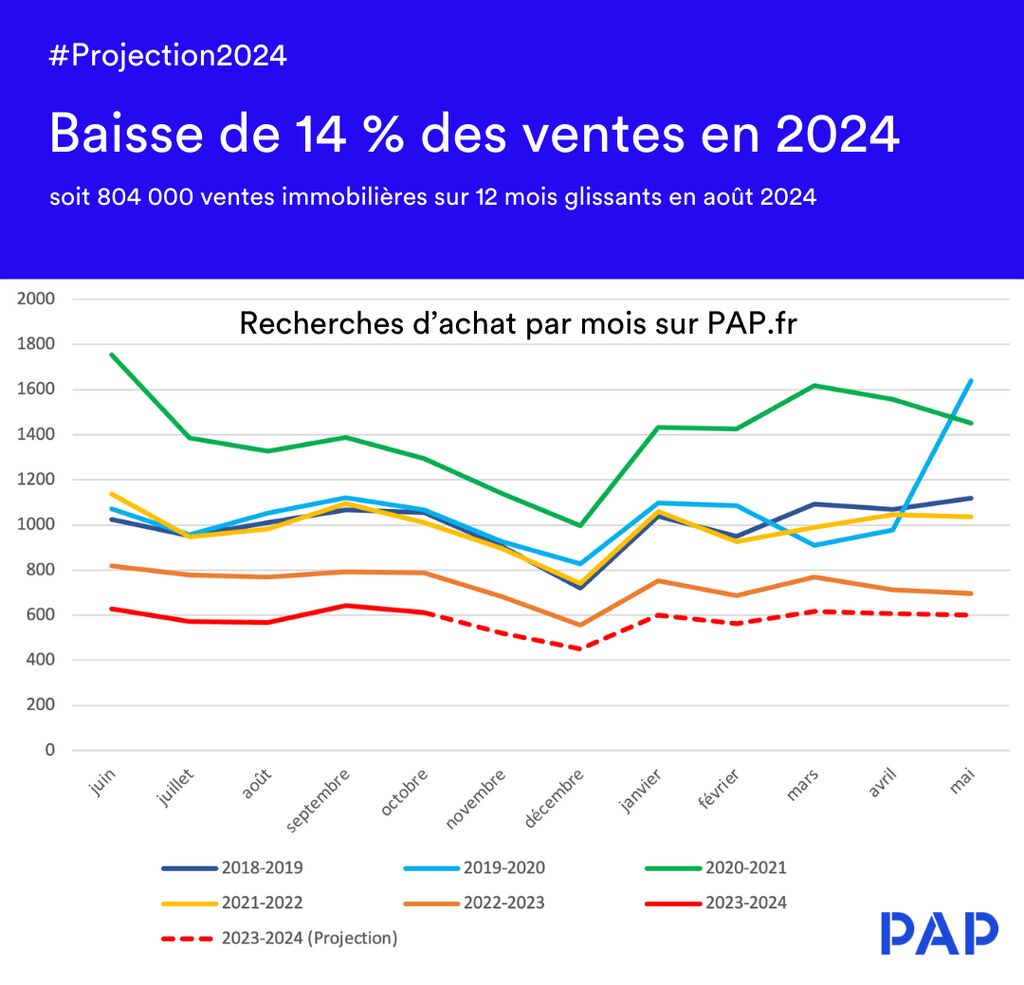 #Projection2024
Baisse de 14 % des ventes en 2024
soit 804 000 ventes immobilières sur 12 mois glissants en août 2024
Recherches d’achat par mois sur PAP.fr
2000
1800
1600
1400
1200
1000
800
600
400
200
0
juin
juillet
août
septembre
octobre
novembre
décembre
janvier
février
mars
avril
mai
2018-2019
2019-2020
2020-2021
2021-2022
2022-2023
2023-2024
2023-2024 (Projection)
PAP